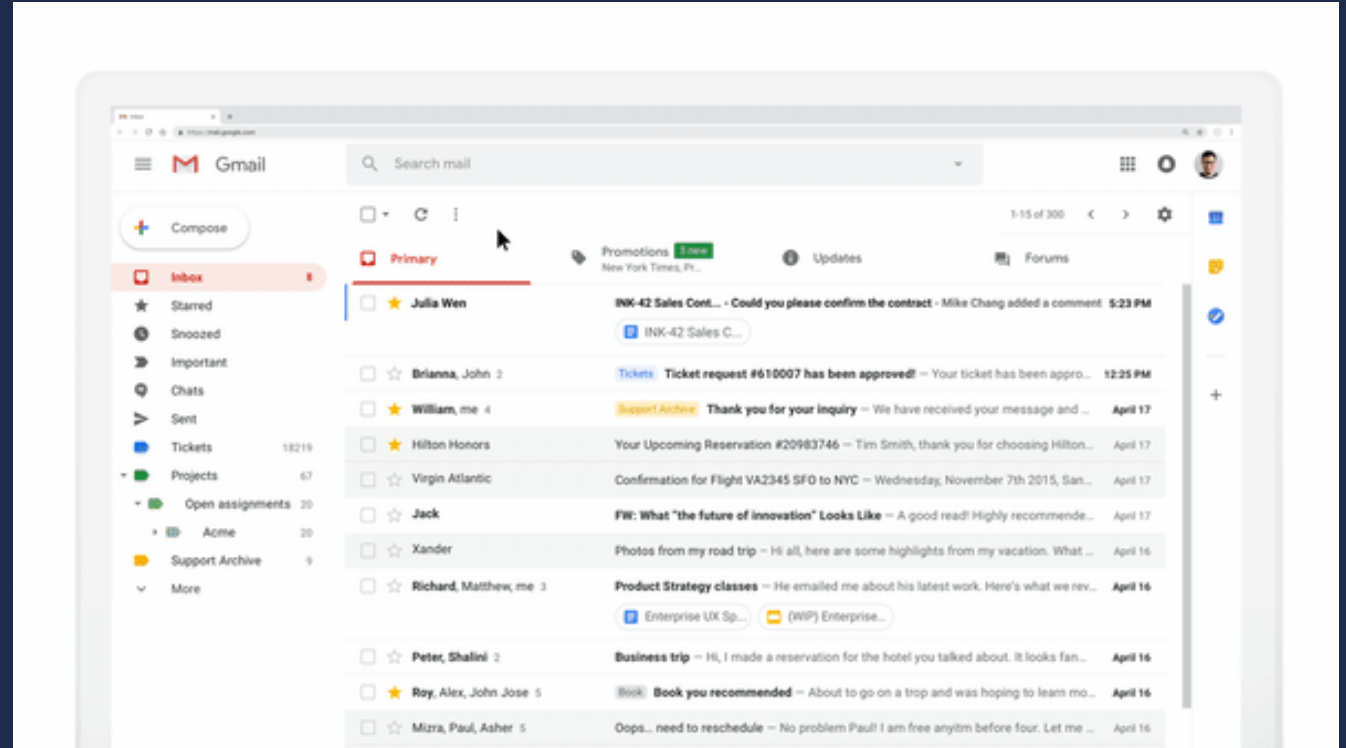 Inbox
https://mail.google.com
Gmail
Search mail
Compose
1-15 of 300
Inbox 8
Starred
Snoozed
Important
Chats
Sent
Tickets 18219
Projects 67
Open assignments 20
Acme 20
Support Archive 9
More
Primary
Promotions 5 new
New York Times, Pr...
Updates
Forums
Julia Wen INK-42 Sales Cont... - Could you please confirm the contract - Mike Chang added a comment 5:23 PM
INK-42 Sales C...
Brianna, John 2 Tickets Ticket request #610007 has been approved! – Your ticket has been appro... 12:25 PM
William, me 4 Support Archive Thank you for your inquiry – We have received your message and ... April 17
Hilton Honors Your Upcoming Reservation #20983746 – Tim Smith, thank you for choosing Hilton... April 17
Virgin Atlantic Confirmation for Flight VA2345 SFO to NYC – Wednesday, November 7th 2015, San... April 17
Jack FW: What "the future of innovation" Looks Like – A good read! Highly recommende... April 17
Xander Photos from my road trip – Hi all, here are some highlights from my vacation. What ... April 16
Richard, Matthew, me 3 Product Strategy classes – He emailed me about his latest work. Here's what we rev... April 16
Enterprise UX Sp... (WIP) Enterprise...
Peter, Shalini 2 Business trip – Hi, I made a reservation for the hotel you talked about. It looks fan... April 16
Roy, Alex, John Jose 5 Book Book you recommended – About to go on a trop and was hoping to learn mo... April 16
Mizra, Paul, Asher 5 Oops... need to reschedule – No problem Paul! I am free anyitm before four. Let me ... April 16